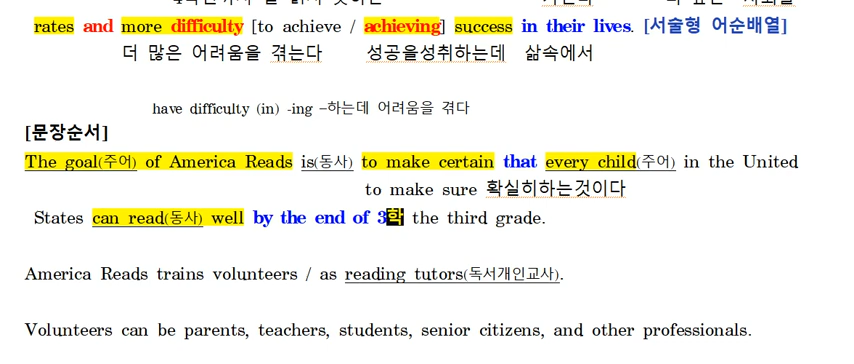 rates and more difficulty [to achieve / achieving] success in their lives. [서술형 어순배열]
더 많은 어려움을 겪는다 성공을성취하는데 삶속에서
have difficulty (in) -ing –하는데 어려움을 겪다
[문장순서]
The goal(주어) of America Reads is(동사) to make certain that every child(주어) in the United
to make sure 확실히하는것이다
States can read(동사) well by the end of 3학 the third grade.
America Reads trains volunteers / as reading tutors(독서개인교사).
Volunteers can be parents, teachers, students, senior citizens, and other professionals.